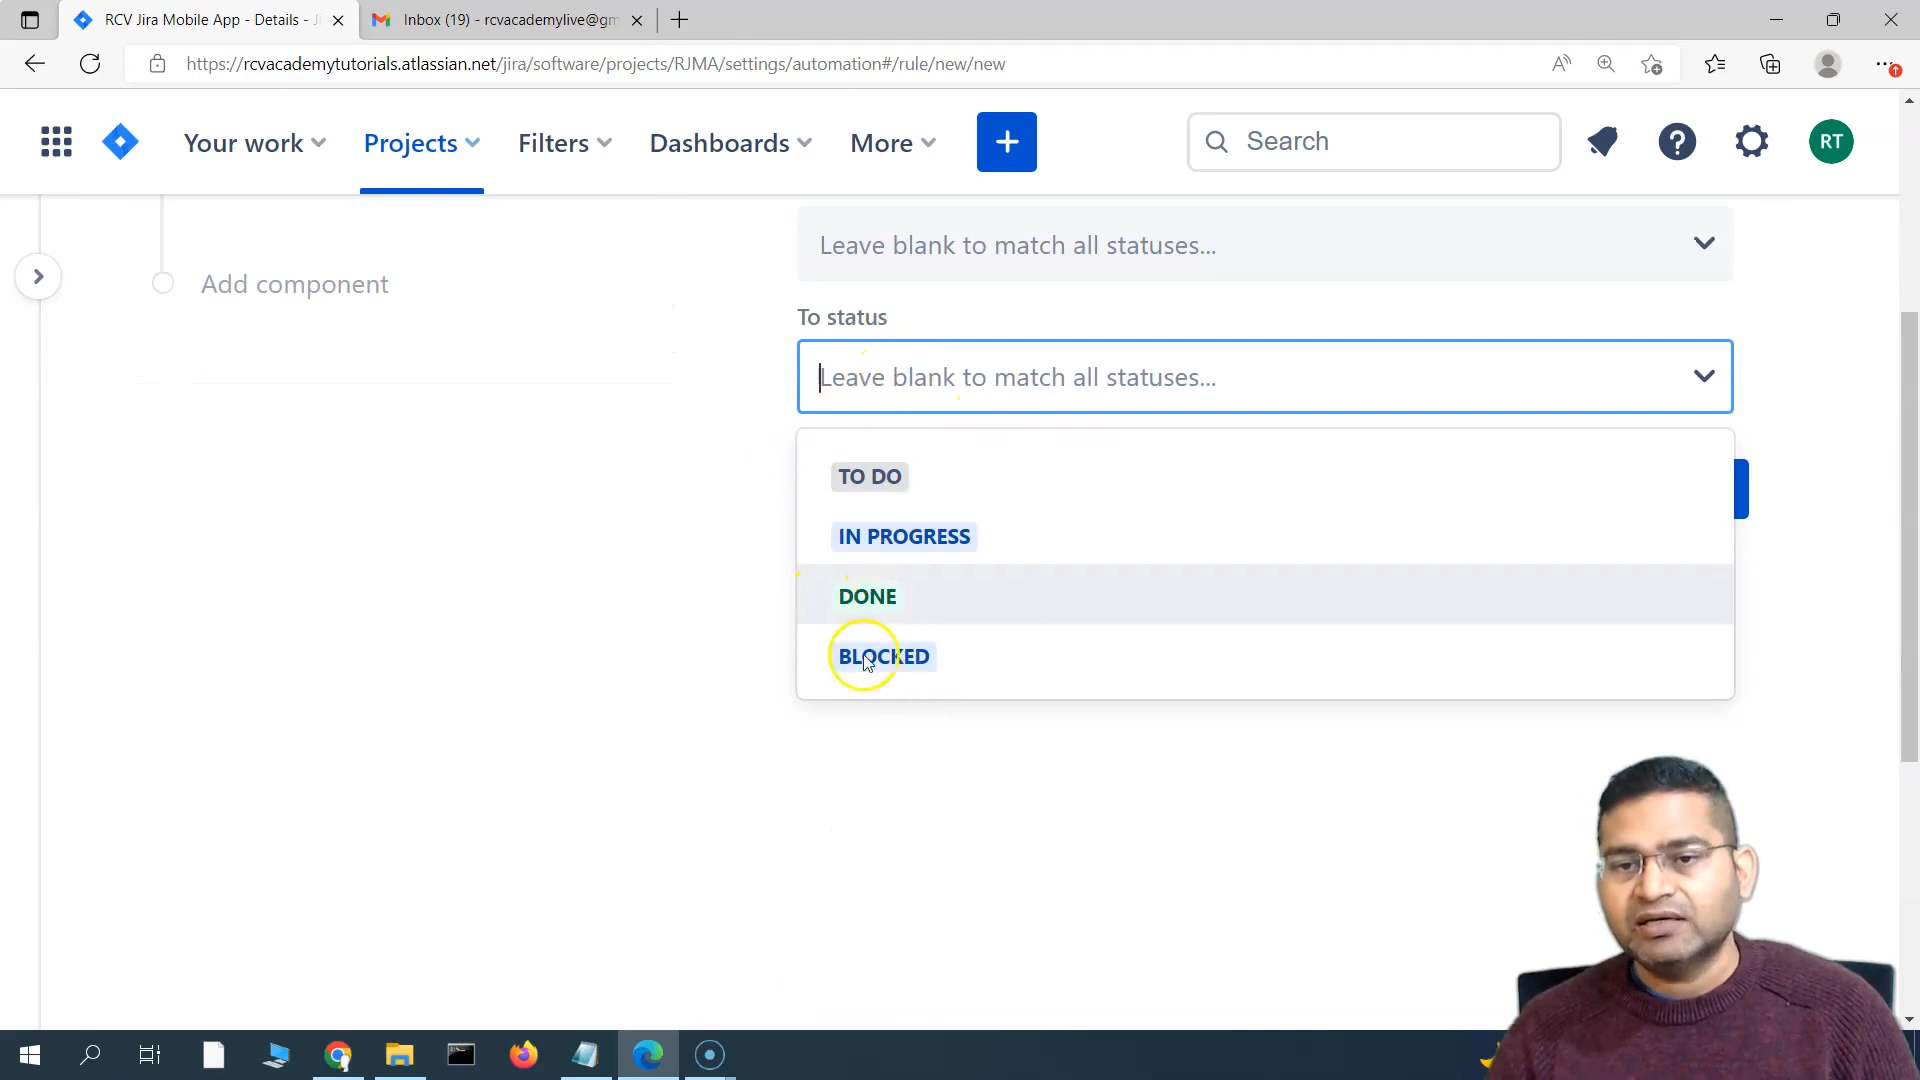 RCV Jira Mobile App - Details - Ji
Inbox (19) - rcvacademylive@gm
https://rcvacademytutorials.atlassian.net/jira/software/projects/RJMA/settings/automation#/rule/new/new
Your work
Projects
Filters
Dashboards
More
Search
RT
Leave blank to match all statuses...
Add component
To status
Leave blank to match all statuses...
TO DO
IN PROGRESS
DONE
BLOCKED